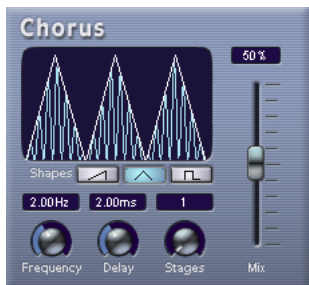 Chorus
50%
Shapes
2.00Hz 2.00ms 1
Frequency Delay Stages Mix